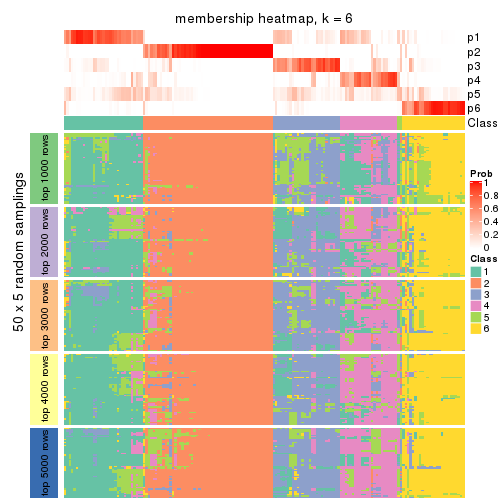 membership heatmap, k = 6
p1
p2
p3
p4
p5
p6
Class
50 x 5 random samplings
top 1000 rows
top 2000 rows
top 3000 rows
top 4000 rows
top 5000 rows
Prob
1
0.8
0.6
0.4
0.2
0
Class
1
2
3
4
5
6